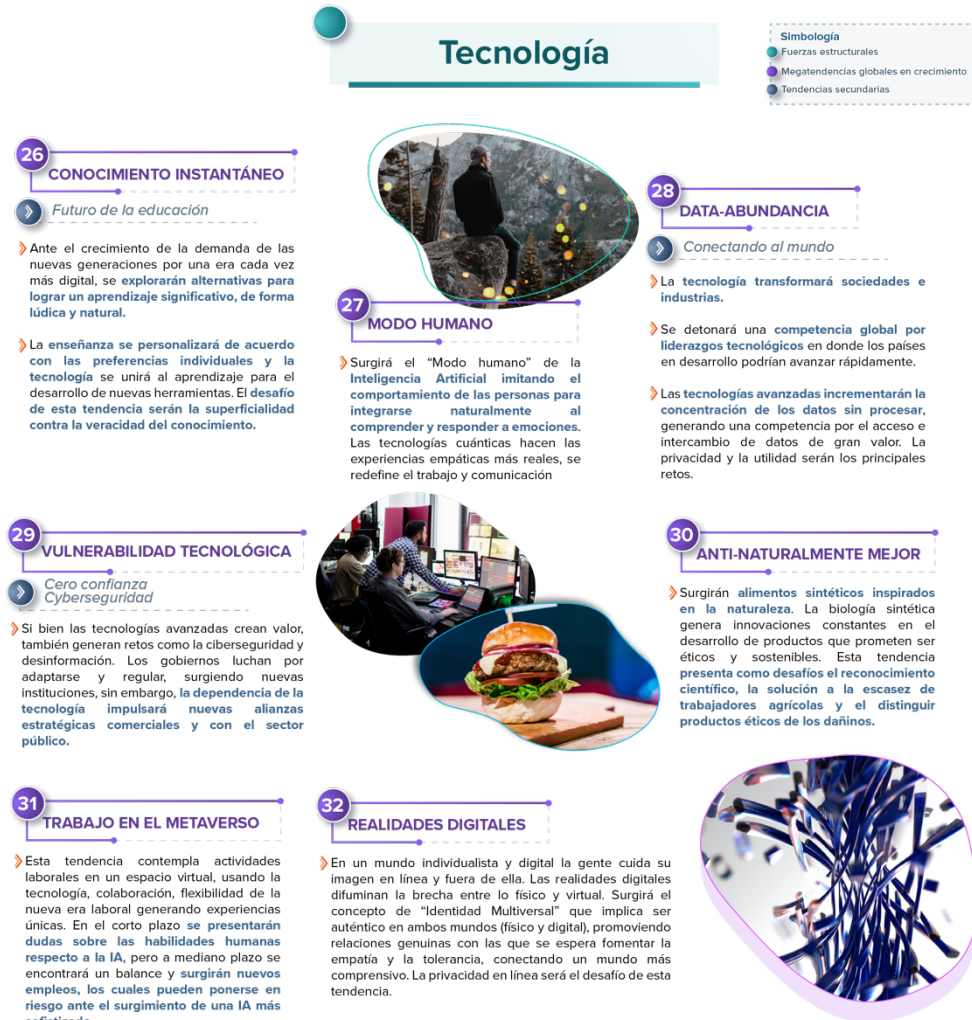 Tecnología
Simbología
Fuerzas estructurales
Megatendencias globales en crecimiento
Tendencias secundarias
26
CONOCIMIENTO INSTANTÁNEO
Futuro de la educación
Ante el crecimiento de la demanda de las
nuevas generaciones por una era cada vez
más digital, se explorarán alternativas para
lograr un aprendizaje significativo, de forma
lúdica y natural.
La enseñanza se personalizará de acuerdo
con las preferencias individuales y la
tecnología se unirá al aprendizaje para el
desarrollo de nuevas herramientas. El desafío
de esta tendencia serán la superficialidad
contra la veracidad del conocimiento.
27
MODO HUMANO
Surgirá el “Modo humano” de la
Inteligencia Artificial imitando el
comportamiento de las personas para
integrarse naturalmente al
comprender y responder a emociones.
Las tecnologías cuánticas hacen las
experiencias empáticas más reales, se
redefine el trabajo y comunicación
28
DATA-ABUNDANCIA
Conectando al mundo
La tecnología transformará sociedades e
industrias.
Se detonará una competencia global por
liderazgos tecnológicos en donde los países
en desarrollo podrían avanzar rápidamente.
Las tecnologías avanzadas incrementarán la
concentración de los datos sin procesar,
generando una competencia por el acceso e
intercambio de datos de gran valor. La
privacidad y la utilidad serán los principales
retos.
29
VULNERABILIDAD TECNOLÓGICA
Cero confianza
Cyberseguridad
Si bien las tecnologías avanzadas crean valor,
también generan retos como la ciberseguridad y
desinformación. Los gobiernos luchan por
adaptarse y regular, surgiendo nuevas
instituciones, sin embargo, la dependencia de la
tecnología impulsará nuevas alianzas
estratégicas comerciales y con el sector
público.
30
ANTI-NATURALMENTE MEJOR
Surgirán alimentos sintéticos inspirados
en la naturaleza. La biología sintética
genera innovaciones constantes en el
desarrollo de productos que prometen ser
éticos y sostenibles. Esta tendencia
presenta como desafíos el reconocimiento
científico, la solución a la escasez de
trabajadores agrícolas y el distinguir
productos éticos de los dañinos.
31
TRABAJO EN EL METAVERSO
Esta tendencia contempla actividades
laborales en un espacio virtual, usando la
tecnología, colaboración, flexibilidad de la
nueva era laboral generando experiencias
únicas. En el corto plazo se presentarán
dudas sobre las habilidades humanas
respecto a la IA, pero a mediano plazo se
encontrará un balance y surgirán nuevos
empleos, los cuales pueden ponerse en
riesgo ante el surgimiento de una IA más
32
REALIDADES DIGITALES
En un mundo individualista y digital la gente cuida su
imagen en línea y fuera de ella. Las realidades digitales
difuminan la brecha entre lo físico y virtual. Surgirá el
concepto de “Identidad Multiversal” que implica ser
auténtico en ambos mundos (físico y digital), promoviendo
relaciones genuinas con las que se espera fomentar la
empatía y la tolerancia, conectando un mundo más
comprensivo. La privacidad en línea será el desafío de esta
tendencia.